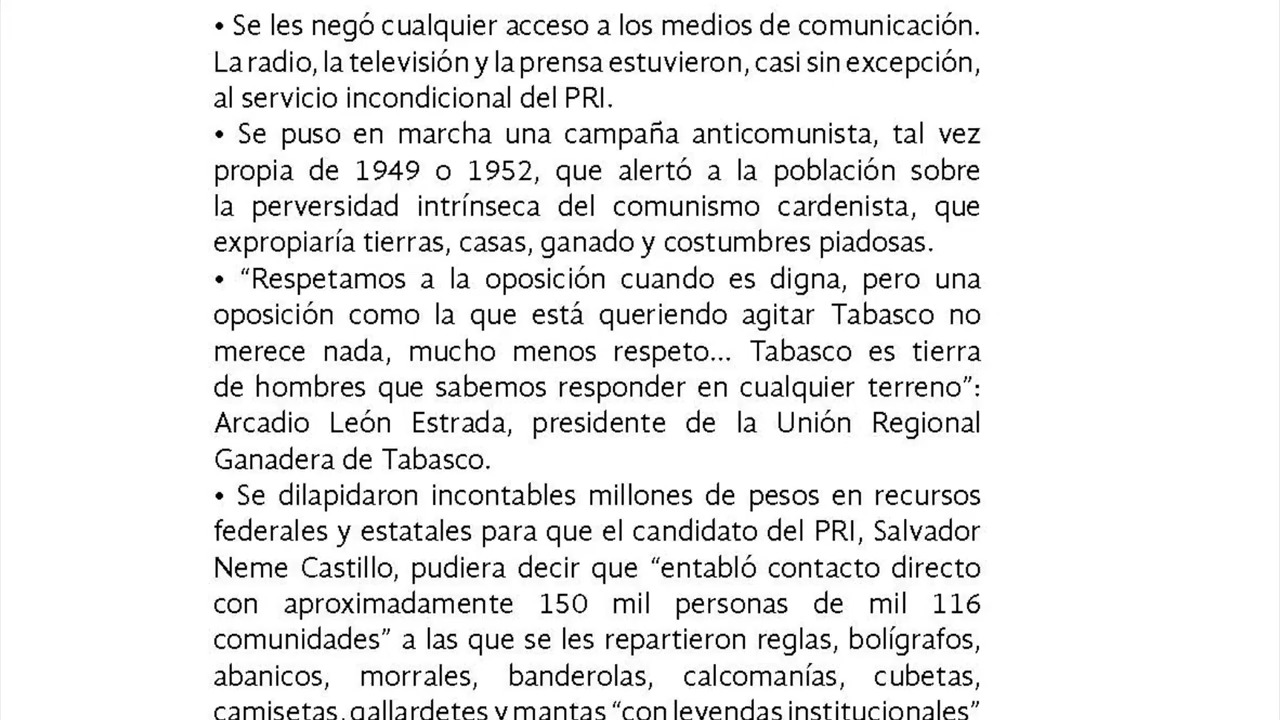 • Se les negó cualquier acceso a los medios de comunicación.
La radio, la televisión y la prensa estuvieron, casi sin excepción,
al servicio incondicional del PRI.
• Se puso en marcha una campaña anticomunista, tal vez
propia de 1949 o 1952, que alertó a la población sobre
la perversidad intrínseca del comunismo cardenista, que
expropiaría tierras, casas, ganado y costumbres piadosas.
• “Respetamos a la oposición cuando es digna, pero una
oposición como la que está queriendo agitar Tabasco no
merece nada, mucho menos respeto... Tabasco es tierra
de hombres que sabemos responder en cualquier terreno”:
Arcadio León Estrada, presidente de la Unión Regional
Ganadera de Tabasco.
• Se dilapidaron incontables millones de pesos en recursos
federales y estatales para que el candidato del PRI, Salvador
Neme Castillo, pudiera decir que “entabló contacto directo
con aproximadamente 150 mil personas de mil 116
comunidades” a las que se les repartieron reglas, bolígrafos,
abanicos, morrales, banderolas, calcomanías, cubetas,
camisetas, gallardetes y mantas “con leyendas institucionales”